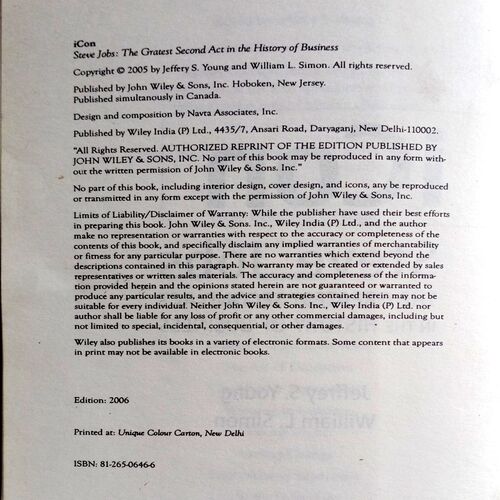 iCon
Steve Jobs: The Gratest Second Act in the History of Business
Copyright © 2005 by Jeffery S. Young and William L. Simon. All rights reserved.
Published by John Wiley & Sons, Inc. Hoboken, New Jersey.
Published simultanously in Canada.
Design and composition by Navta Associates, Inc.
Published by Wiley India (P) Ltd., 4435/7, Ansari Road, Daryaganj, New Delhi-110002.
"All Rights Reserved. AUTHORIZED REPRINT OF THE EDITION PUBLISHED BY
JOHN WILEY & SONS, INC. No part of this book may be reproduced in any form with-
out the written permission of John Wiley & Sons. Inc."
No part of this book, including interior design, cover design, and icons, any be reproduced
or transmitted in any form except with the permission of John Wiley & Sons, Inc.
Limits of Liability/Disclaimer of Warranty: While the publisher have used their best efforts
in preparing this book. John Wiley & Sons. Inc., Wiley India (P) Ltd., and the author
make no representation or warranties with respect to the accuracy or completeness of the
contents of this book, and specifically disclaim any implied warranties of merchantability
or fitness for any particular purpose. There are no warranties which extend beyond the
descriptions contained in this paragraph. No warranty may be created or extended by sales
representatives or written sales materials. The accuracy and completeness of the informa-
tion provided herein and the opinions stated herein are not guaranteed or warranted to
produce any particular results, and the advice and strategies contained herein may not be
suitable for every individual. Neither John Wiley & Sons. Inc., Wiley India (P) Ltd. nor
author shall be liable for any loss of profit or any other commercial damages, including but
not limited to special, incidental, consequential, or other damages.
Wiley also publishes its books in a variety of electronic formats. Some content that appears
in print may not be available in electronic books.
Edition: 2006
Jeffrey S. Young
William L. Simon
Printed at: Unique Colour Carton, New Delhi
ISBN: 81-265-0646-6